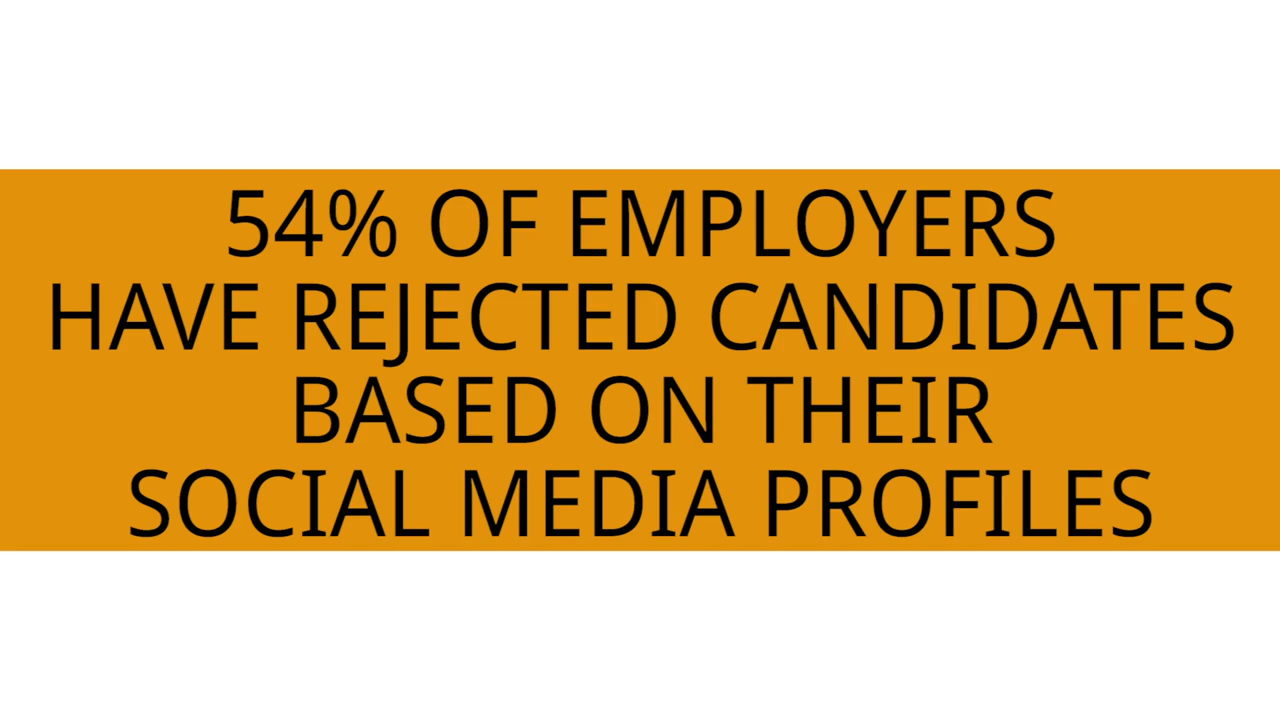 54% OF EMPLOYERS
HAVE REJECTED CANDIDATES
BASED ON THEIR
SOCIAL MEDIA PROFILES